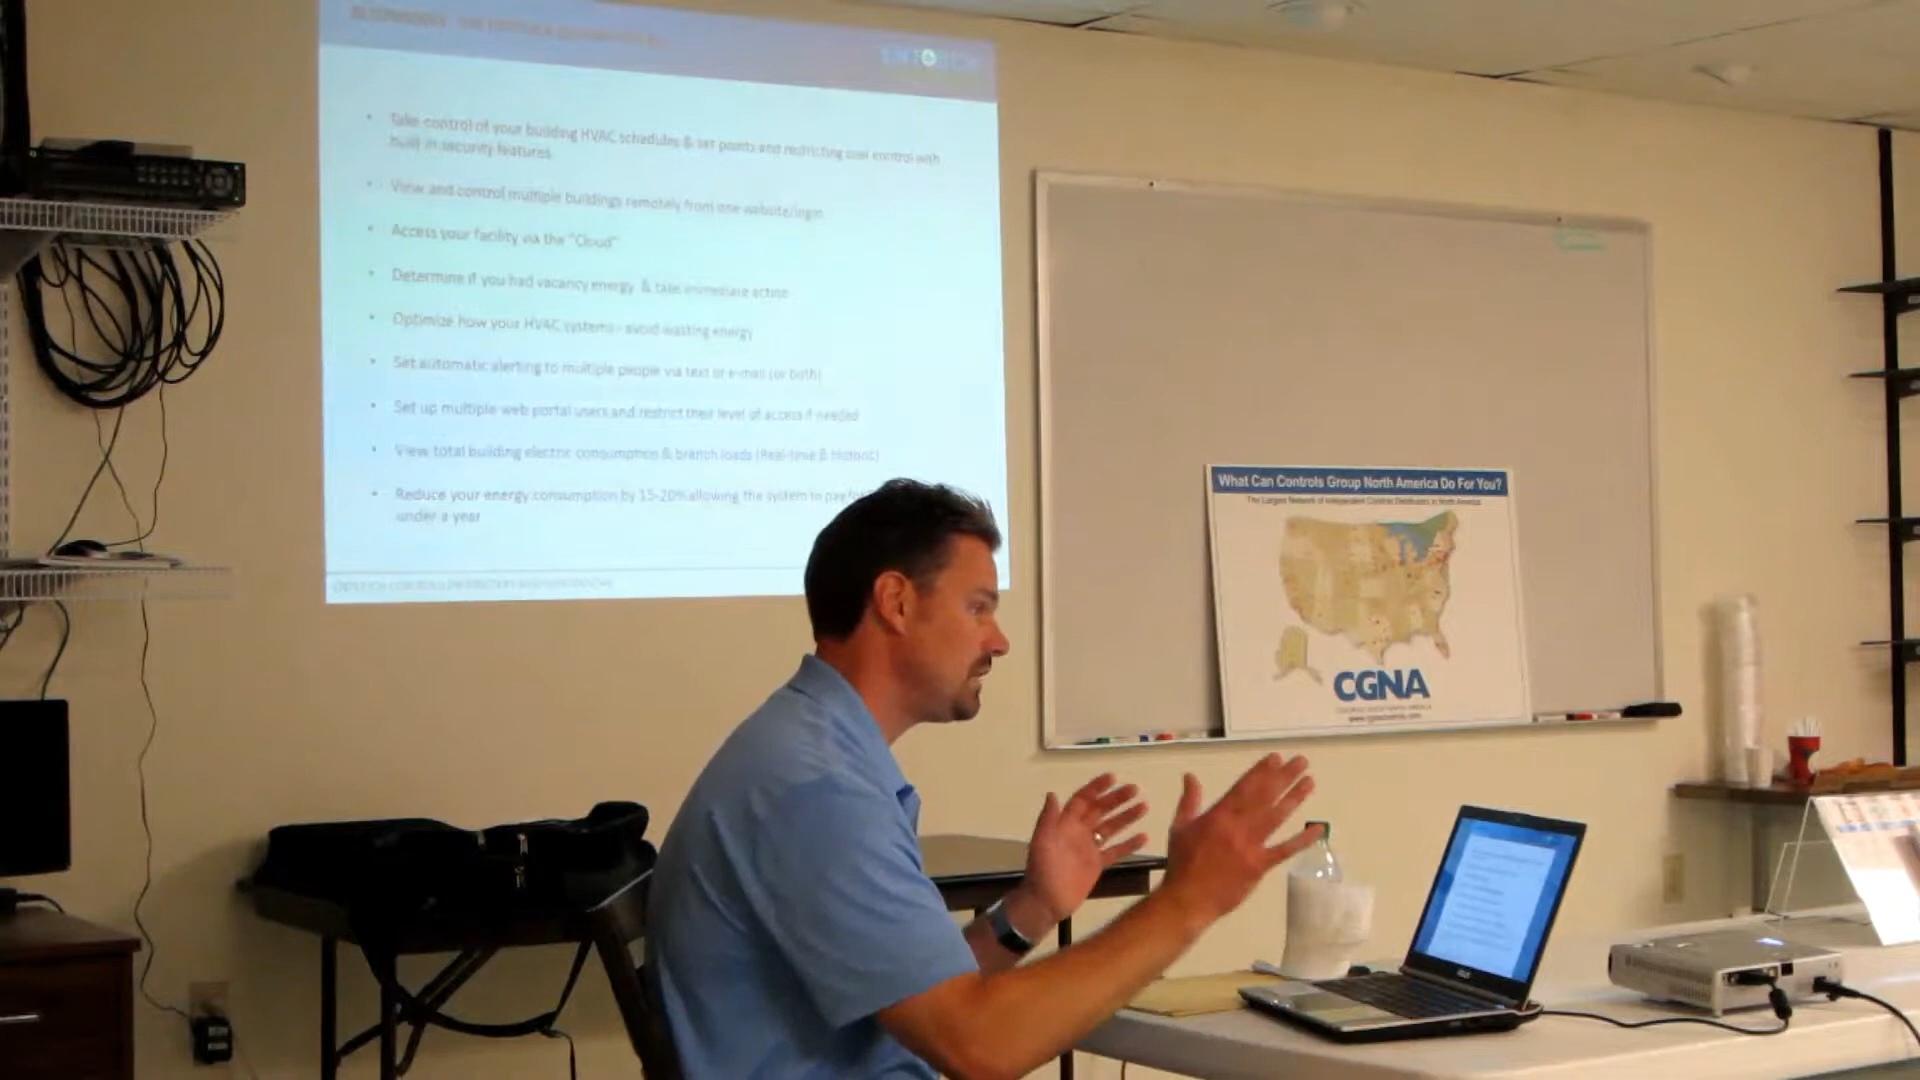 • Take control of your building HVAC schedules & set points and restricting user control with
built in security features
• View and control multiple buildings remotely from one website/login
• Access your facility via the "Cloud"
• Determine if you had vacancy energy & take immediate action
• Optimize how your HVAC systems - avoid wasting energy
• Set automatic alerting to multiple people via text or e-mail (or both)
• Set up multiple web portal users and restrict their level of access if needed
• View total building electric consumption & branch loads (Real-time & Historic)
• Reduce your energy consumption by 15-20% allowing the system to pay
under a year
What Can Controls Group North America Do For You?
The Largest Network of Independent Controls Distributors in North America
CGNA
ASUS